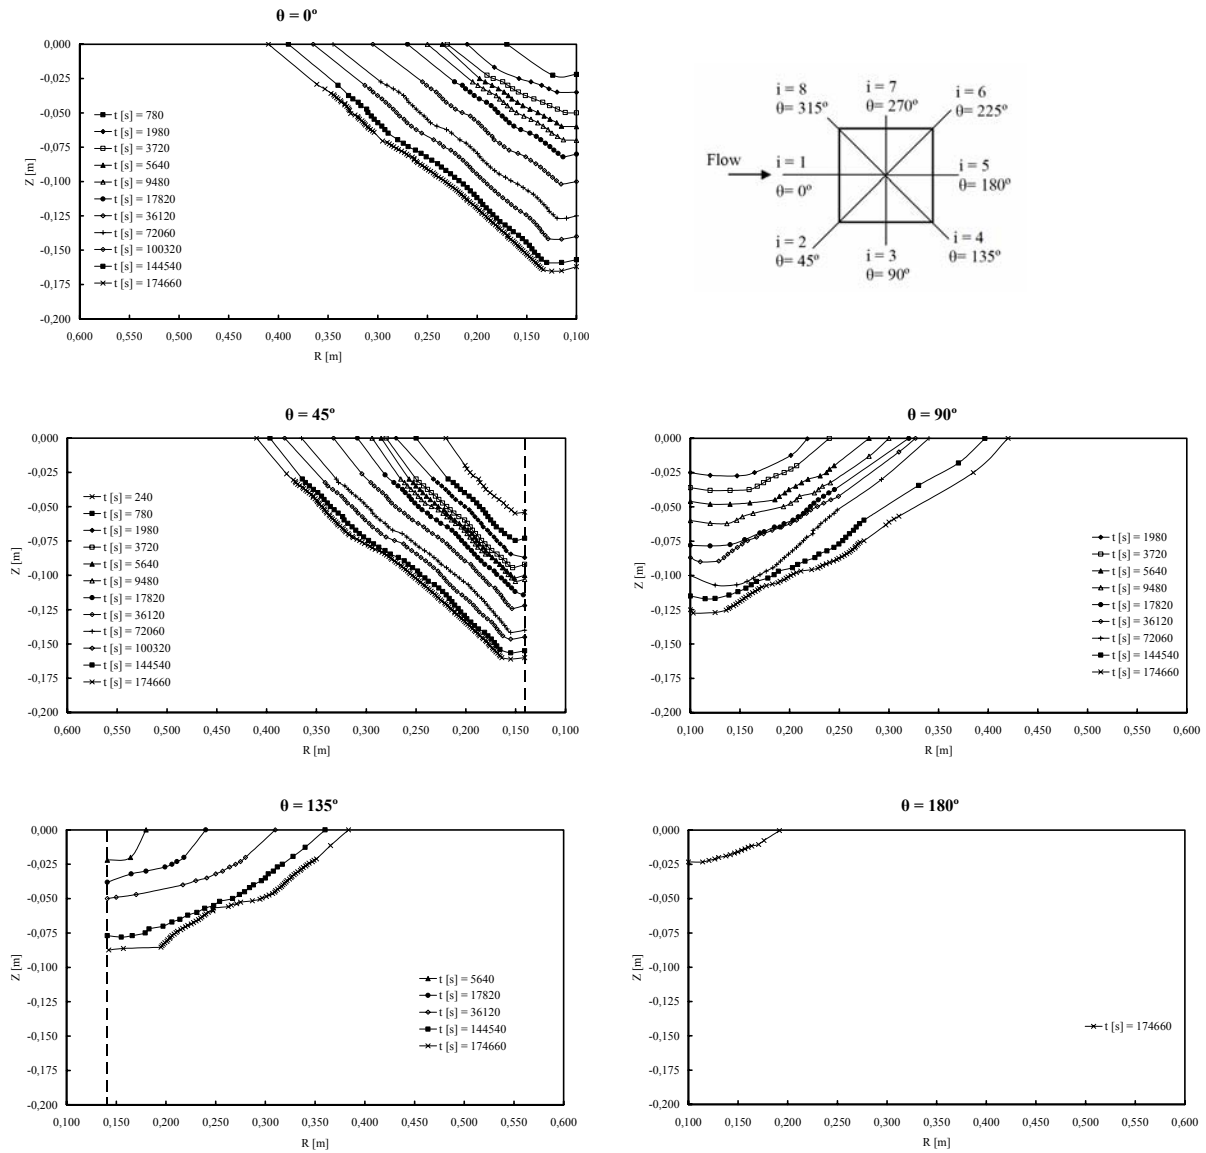 θ = 0º
0,000
-0,025
-0,050
-0,075
-0,100
-0,125
-0,150
-0,175
-0,200
Z [m]
t [s] = 780
t [s] = 1980
t [s] = 3720
t [s] = 5640
t [s] = 9480
t [s] = 17820
t [s] = 36120
t [s] = 72060
t [s] = 100320
t [s] = 144540
t [s] = 174660
0,600 0,550 0,500 0,450 0,400 0,350 0,300 0,250 0,200 0,150 0,100
R [m]
i = 8
θ= 315º
i = 7
θ= 270º
i = 6
θ= 225º
Flow
i = 1
θ= 0º
i = 5
θ= 180º
i = 2
θ= 45º
i = 3
θ= 90º
i = 4
θ= 135º
θ = 45º
0,000
-0,025
-0,050
-0,075
-0,100
-0,125
-0,150
-0,175
-0,200
Z [m]
t [s] = 240
t [s] = 780
t [s] = 1980
t [s] = 3720
t [s] = 5640
t [s] = 9480
t [s] = 17820
t [s] = 36120
t [s] = 72060
t [s] = 100320
t [s] = 144540
t [s] = 174660
0,600 0,550 0,500 0,450 0,400 0,350 0,300 0,250 0,200 0,150 0,100
R [m]
θ = 90º
0,000
-0,025
-0,050
-0,075
-0,100
-0,125
-0,150
-0,175
-0,200
Z [m]
t [s] = 1980
t [s] = 3720
t [s] = 5640
t [s] = 9480
t [s] = 17820
t [s] = 36120
t [s] = 72060
t [s] = 144540
t [s] = 174660
0,100 0,150 0,200 0,250 0,300 0,350 0,400 0,450 0,500 0,550 0,600
R [m]
θ = 135º
0,000
-0,025
-0,050
-0,075
-0,100
-0,125
-0,150
-0,175
-0,200
Z [m]
t [s] = 5640
t [s] = 17820
t [s] = 36120
t [s] = 144540
t [s] = 174660
0,100 0,150 0,200 0,250 0,300 0,350 0,400 0,450 0,500 0,550 0,600
R [m]
θ = 180º
0,000
-0,025
-0,050
-0,075
-0,100
-0,125
-0,150
-0,175
-0,200
Z [m]
t [s] = 174660
0,100 0,150 0,200 0,250 0,300 0,350 0,400 0,450 0,500 0,550 0,600
R [m]